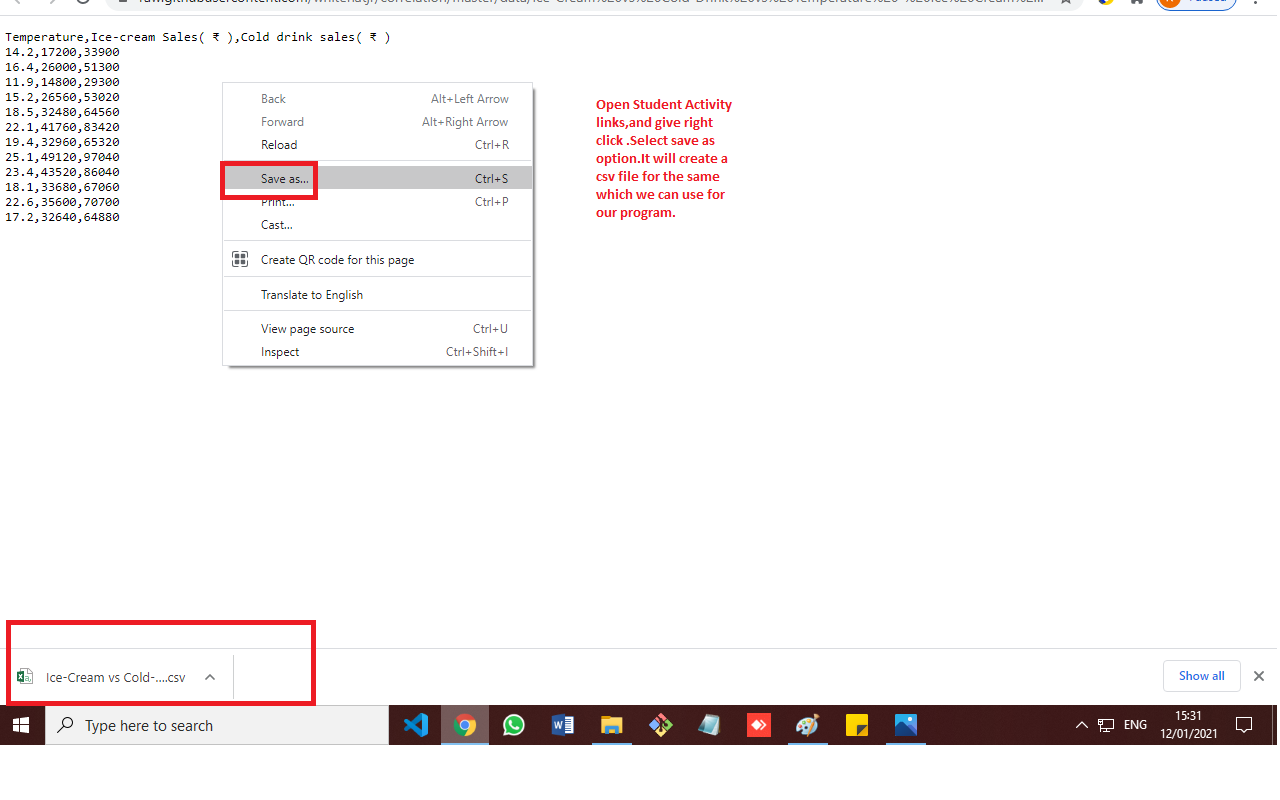 Temperature,Ice-cream Sales( ₹ ),Cold drink sales( ₹ )
14.2,17200,33900
16.4,26000,51300
11.9,14800,29300
15.2,26560,53020
18.5,32480,64560
22.1,41760,83420
19.4,32960,65320
25.1,49120,97040
23.4,43520,86040
18.1,33680,67060
22.6,35600,70700
17.2,32640,64880
Back Alt+Left Arrow
Forward Alt+Right Arrow
Reload Ctrl+R
Save as... Ctrl+S
Print... Ctrl+P
Cast...
Create QR code for this page
Translate to English
View page source Ctrl+U
Inspect Ctrl+Shift+I
Open Student Activity
links,and give right
click .Select save as
option.It will create a
csv file for the same
which we can use for
our program.
Ice-Cream vs Cold-....csv
Show all
Type here to search
ENG
15:31
12/01/2021